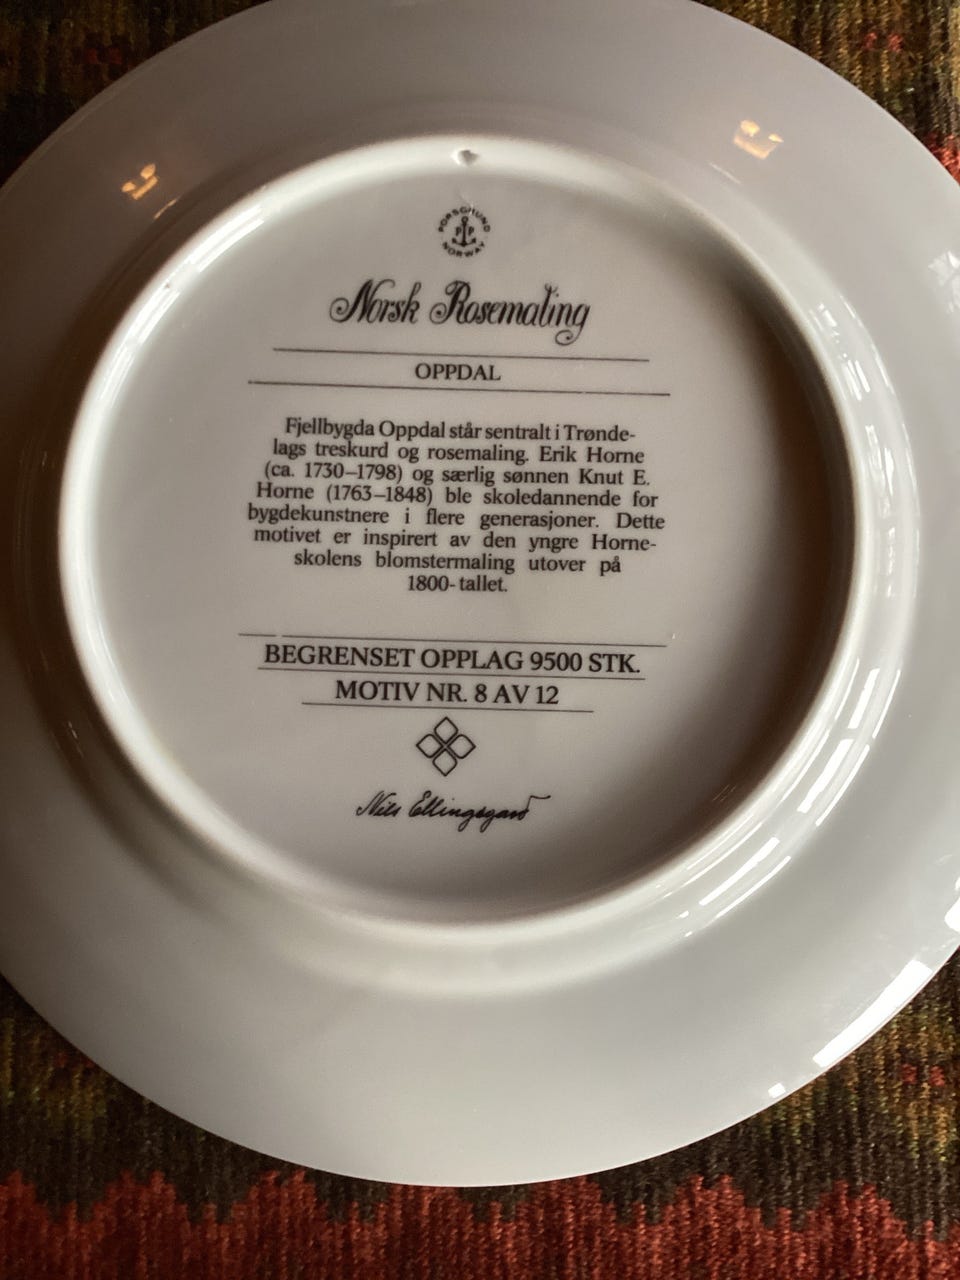 PORSGRUND
P P
NORWAY
Norsk Rosemaling
OPPDAL
Fjellbygda Oppdal står sentralt i Trønde-
lags treskurd og rosemaling. Erik Horne
(ca. 1730–1798) og særlig sønnen Knut E.
Horne (1763–1848) ble skoledannende for
bygdekunstnere i flere generasjoner. Dette
motivet er inspirert av den yngre Horne-
skolens blomstermaling utover på
1800-tallet.
BEGRENSET OPPLAG 9500 STK.
MOTIV NR. 8 AV 12
Nils Ellingsgard